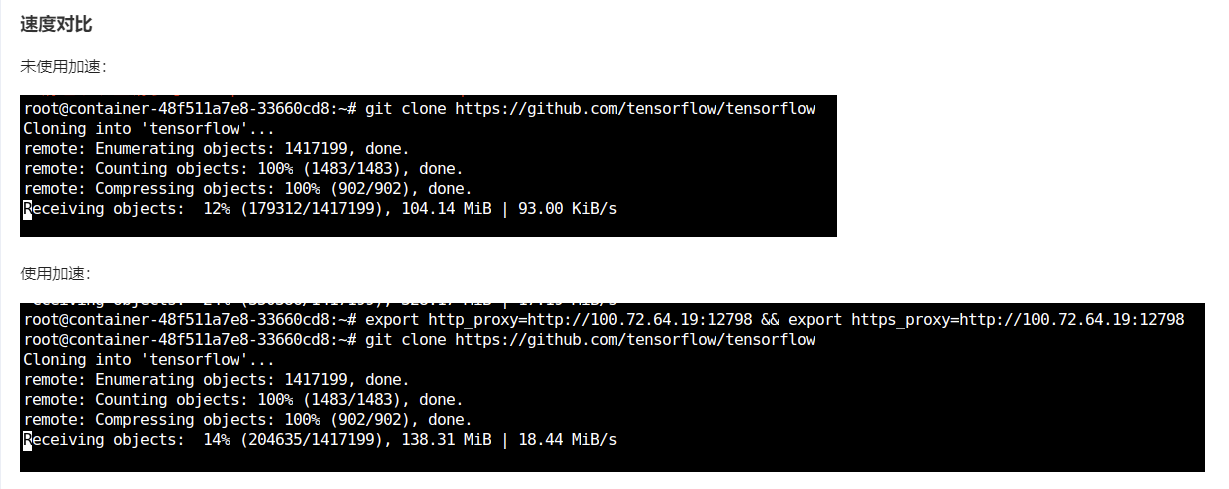 速度对比
未使用加速：
root@container-48f511a7e8-33660cd8:~# git clone https://github.com/tensorflow/tensorflow
Cloning into 'tensorflow'...
remote: Enumerating objects: 1417199, done.
remote: Counting objects: 100% (1483/1483), done.
remote: Compressing objects: 100% (902/902), done.
Receiving objects:  12% (179312/1417199), 104.14 MiB | 93.00 KiB/s
使用加速：
root@container-48f511a7e8-33660cd8:~# export http_proxy=http://100.72.64.19:12798 && export https_proxy=http://100.72.64.19:12798
root@container-48f511a7e8-33660cd8:~# git clone https://github.com/tensorflow/tensorflow
Cloning into 'tensorflow'...
remote: Enumerating objects: 1417199, done.
remote: Counting objects: 100% (1483/1483), done.
remote: Compressing objects: 100% (902/902), done.
Receiving objects:  14% (204635/1417199), 138.31 MiB | 18.44 MiB/s